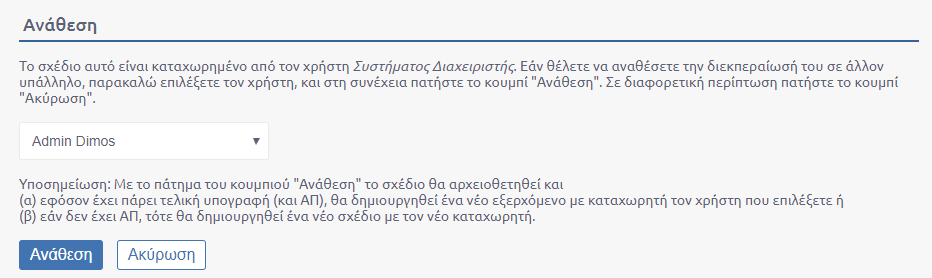 Ανάθεση
Το σχέδιο αυτό είναι καταχωρημένο από τον χρήστη Συστήματος Διαχειριστής. Εάν θέλετε να αναθέσετε την διεκπεραίωσή του σε άλλον
υπάλληλο, παρακαλώ επιλέξετε τον χρήστη, και στη συνέχεια πατήστε το κουμπί "Ανάθεση". Σε διαφορετική περίπτωση πατήστε το κουμπί
"Ακύρωση".
Admin Dimos
Υποσημείωση: Με το πάτημα του κουμπιού "Ανάθεση" το σχέδιο θα αρχειοθετηθεί και
(α) εφόσον έχει πάρει τελική υπογραφή (και ΑΠ), θα δημιουργηθεί ένα νέο εξερχόμενο με καταχωρητή τον χρήστη που επιλέξετε ή
(β) εάν δεν έχει ΑΠ, τότε θα δημιουργηθεί ένα νέο σχέδιο με τον νέο καταχωρητή.
Ανάθεση Ακύρωση